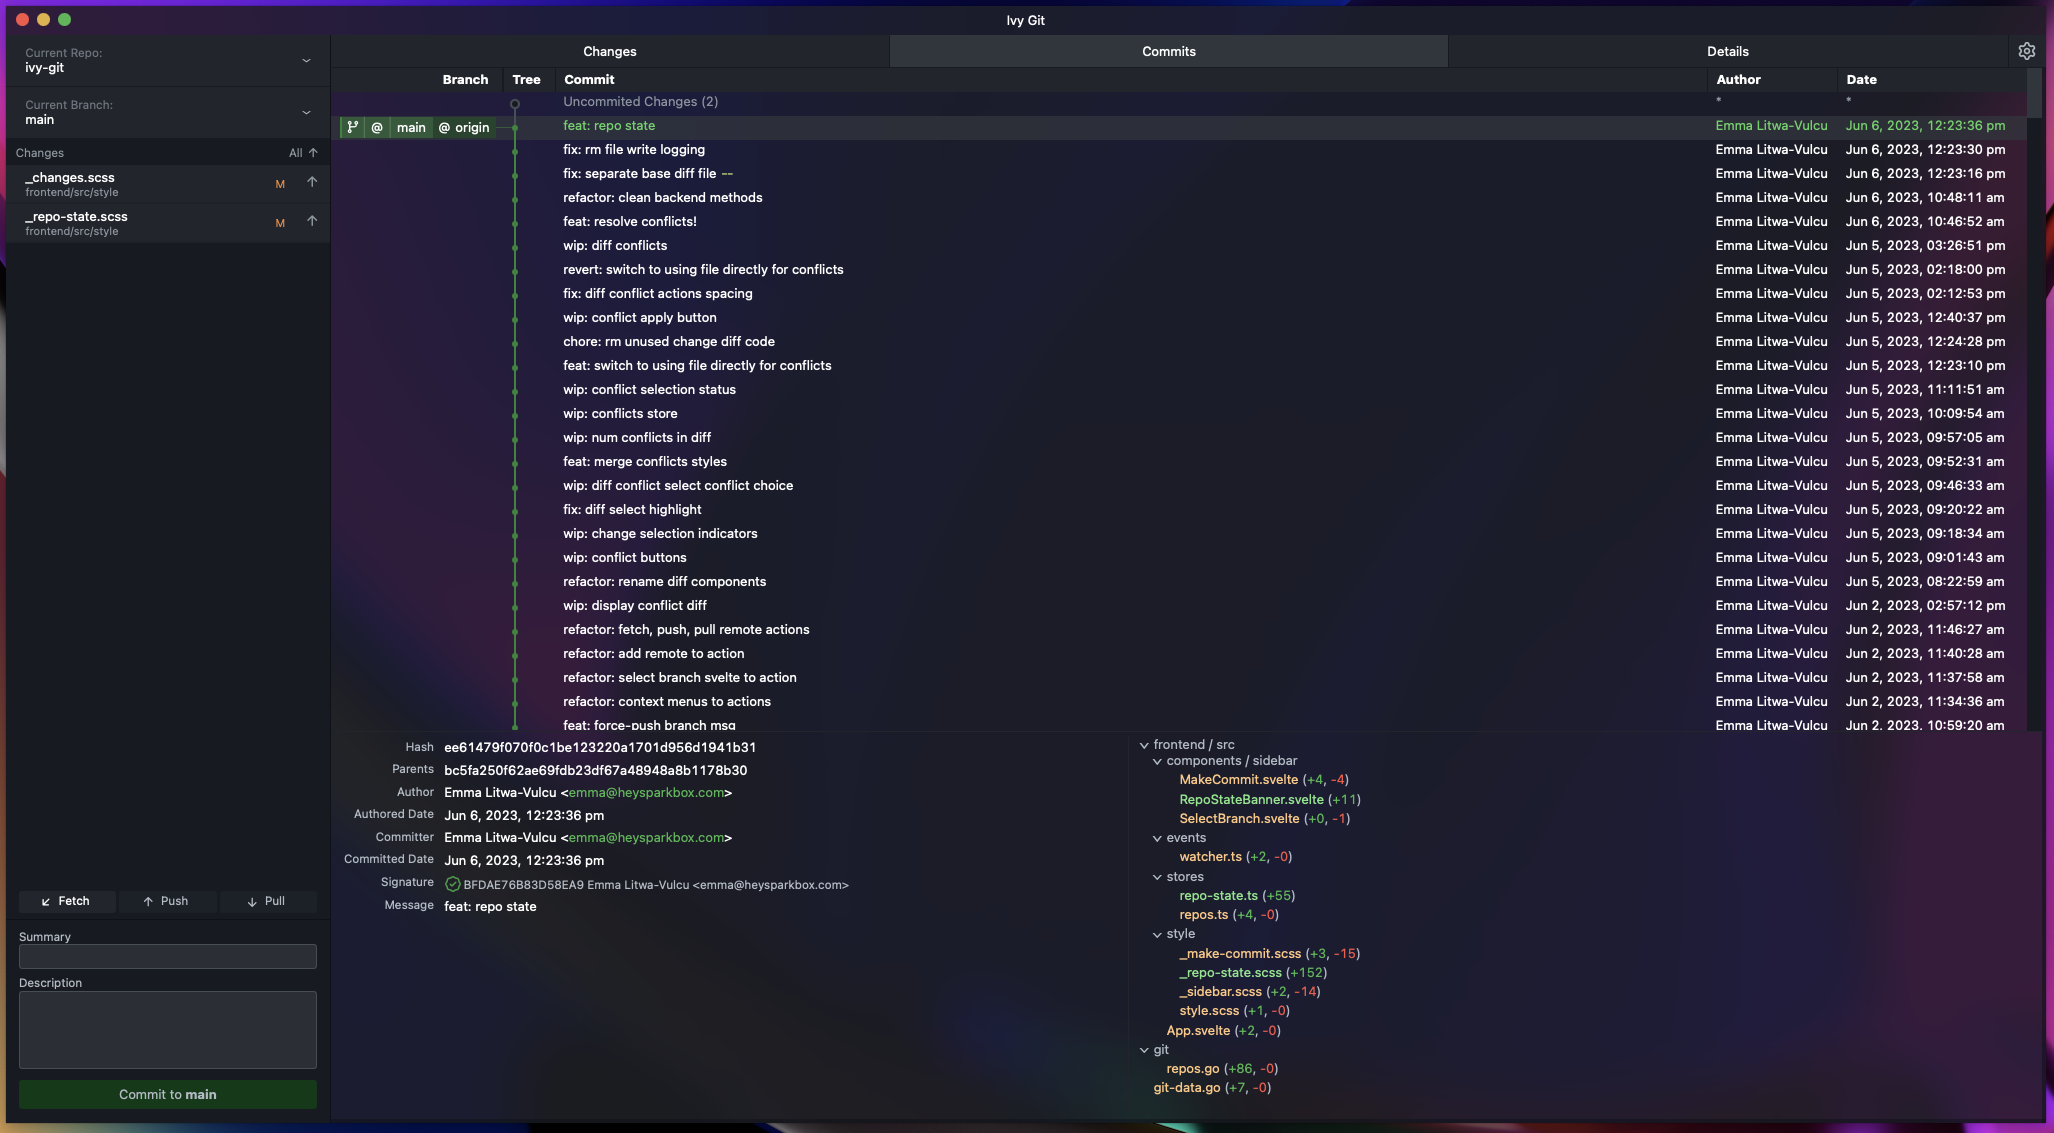 Ivy Git
Current Repo:
ivy-git
Current Branch:
main
Changes All
_changes.scss
frontend/src/style
M
_repo-state.scss
frontend/src/style
M
Fetch Push Pull
Summary
Description
Commit to main
Changes Commits Details
Branch Tree Commit Author Date
Uncommited Changes (2) * *
@ main @ origin feat: repo state Emma Litwa-Vulcu Jun 6, 2023, 12:23:36 pm
fix: rm file write logging Emma Litwa-Vulcu Jun 6, 2023, 12:23:30 pm
fix: separate base diff file -- Emma Litwa-Vulcu Jun 6, 2023, 12:23:16 pm
refactor: clean backend methods Emma Litwa-Vulcu Jun 6, 2023, 10:48:11 am
feat: resolve conflicts! Emma Litwa-Vulcu Jun 6, 2023, 10:46:52 am
wip: diff conflicts Emma Litwa-Vulcu Jun 5, 2023, 03:26:51 pm
revert: switch to using file directly for conflicts Emma Litwa-Vulcu Jun 5, 2023, 02:18:00 pm
fix: diff conflict actions spacing Emma Litwa-Vulcu Jun 5, 2023, 02:12:53 pm
wip: conflict apply button Emma Litwa-Vulcu Jun 5, 2023, 12:40:37 pm
chore: rm unused change diff code Emma Litwa-Vulcu Jun 5, 2023, 12:24:28 pm
feat: switch to using file directly for conflicts Emma Litwa-Vulcu Jun 5, 2023, 12:23:10 pm
wip: conflict selection status Emma Litwa-Vulcu Jun 5, 2023, 11:11:51 am
wip: conflicts store Emma Litwa-Vulcu Jun 5, 2023, 10:09:54 am
wip: num conflicts in diff Emma Litwa-Vulcu Jun 5, 2023, 09:57:05 am
feat: merge conflicts styles Emma Litwa-Vulcu Jun 5, 2023, 09:52:31 am
wip: diff conflict select conflict choice Emma Litwa-Vulcu Jun 5, 2023, 09:46:33 am
fix: diff select highlight Emma Litwa-Vulcu Jun 5, 2023, 09:20:22 am
wip: change selection indicators Emma Litwa-Vulcu Jun 5, 2023, 09:18:34 am
wip: conflict buttons Emma Litwa-Vulcu Jun 5, 2023, 09:01:43 am
refactor: rename diff components Emma Litwa-Vulcu Jun 5, 2023, 08:22:59 am
wip: display conflict diff Emma Litwa-Vulcu Jun 2, 2023, 02:57:12 pm
refactor: fetch, push, pull remote actions Emma Litwa-Vulcu Jun 2, 2023, 11:46:27 am
refactor: add remote to action Emma Litwa-Vulcu Jun 2, 2023, 11:40:28 am
refactor: select branch svelte to action Emma Litwa-Vulcu Jun 2, 2023, 11:37:58 am
refactor: context menus to actions Emma Litwa-Vulcu Jun 2, 2023, 11:34:36 am
feat: force-push branch msg Emma Litwa-Vulcu Jun 2, 2023, 10:59:20 am
Hash ee61479f070f0c1be123220a1701d956d1941b31
Parents bc5fa250f62ae69fdb23df67a48948a8b1178b30
Author Emma Litwa-Vulcu <emma@heysparkbox.com>
Authored Date Jun 6, 2023, 12:23:36 pm
Committer Emma Litwa-Vulcu <emma@heysparkbox.com>
Committed Date Jun 6, 2023, 12:23:36 pm
Signature BFDAE76B83D58EA9 Emma Litwa-Vulcu <emma@heysparkbox.com>
Message feat: repo state
frontend / src
components / sidebar
MakeCommit.svelte (+4, -4)
RepoStateBanner.svelte (+11)
SelectBranch.svelte (+0, -1)
events
watcher.ts (+2, -0)
stores
repo-state.ts (+55)
repos.ts (+4, -0)
style
_make-commit.scss (+3, -15)
_repo-state.scss (+152)
_sidebar.scss (+2, -14)
style.scss (+1, -0)
App.svelte (+2, -0)
git
repos.go (+86, -0)
git-data.go (+7, -0)